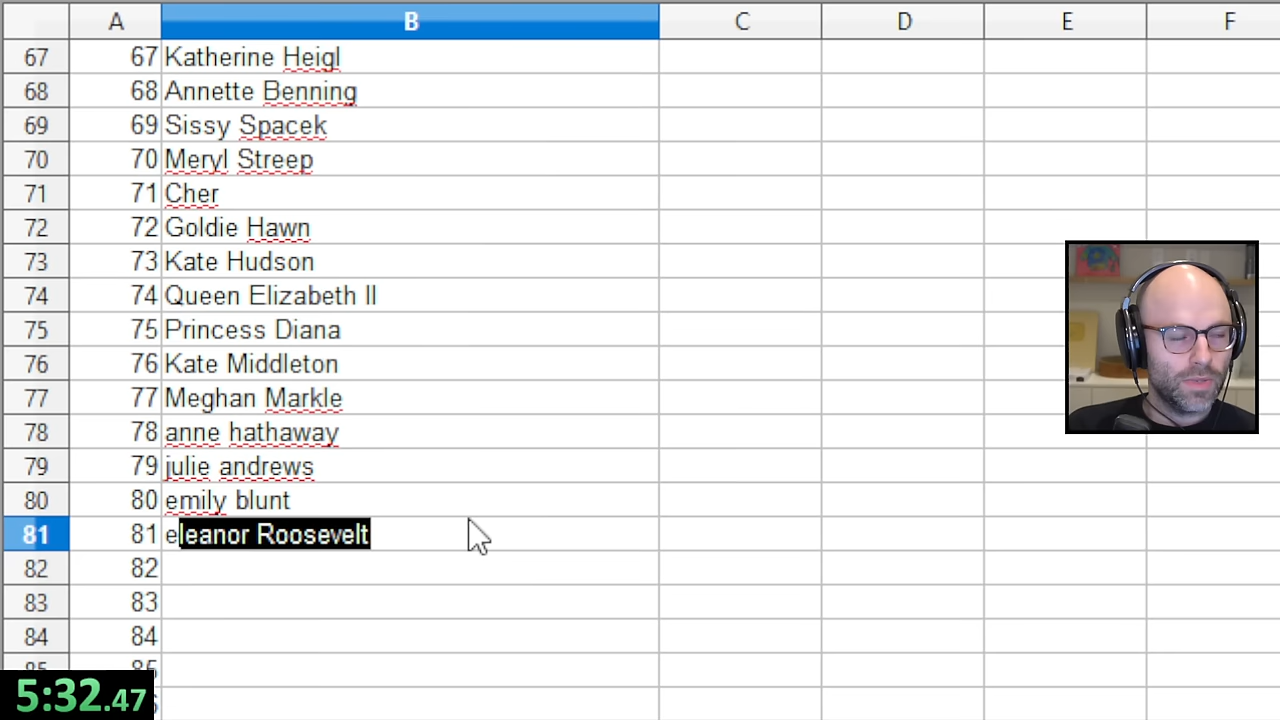 A B C D E F
67 67 Katherine Heigl
68 68 Annette Benning
69 69 Sissy Spacek
70 70 Meryl Streep
71 71 Cher
72 72 Goldie Hawn
73 73 Kate Hudson
74 74 Queen Elizabeth II
75 75 Princess Diana
76 76 Kate Middleton
77 77 Meghan Markle
78 78 anne hathaway
79 79 julie andrews
80 80 emily blunt
81 81 eleanor Roosevelt
82 82
83 83
84 84
85 85
5:32.47